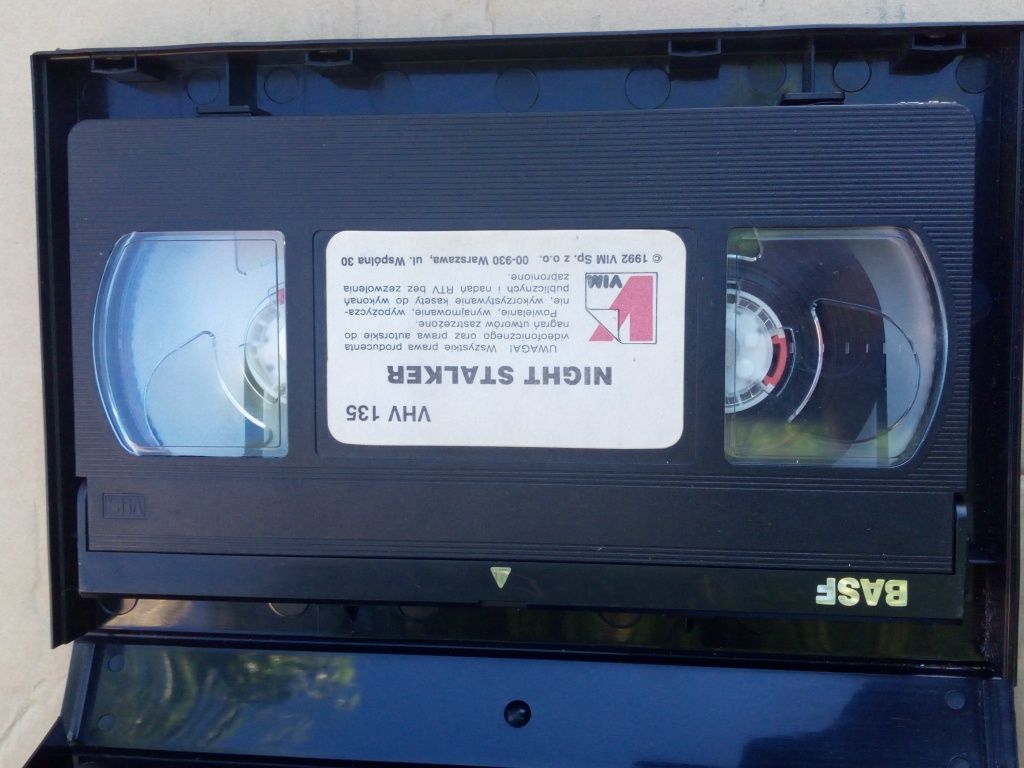 BASF
VHS
VHV 135
NIGHT STALKER
UWAGA! Wszystkie prawa producenta
videofonicznego oraz prawa autorskie do
nagrań utworów zastrzeżone.
Powielanie, wynajmowanie, wypożycza-
nie, wykorzystywanie kasety do wykonań
publicznych i nadań RTV bez zezwolenia
zabronione.
VIM
© 1992 VIM Sp. z o.o. 00-930 Warszawa, ul. Wspólna 30